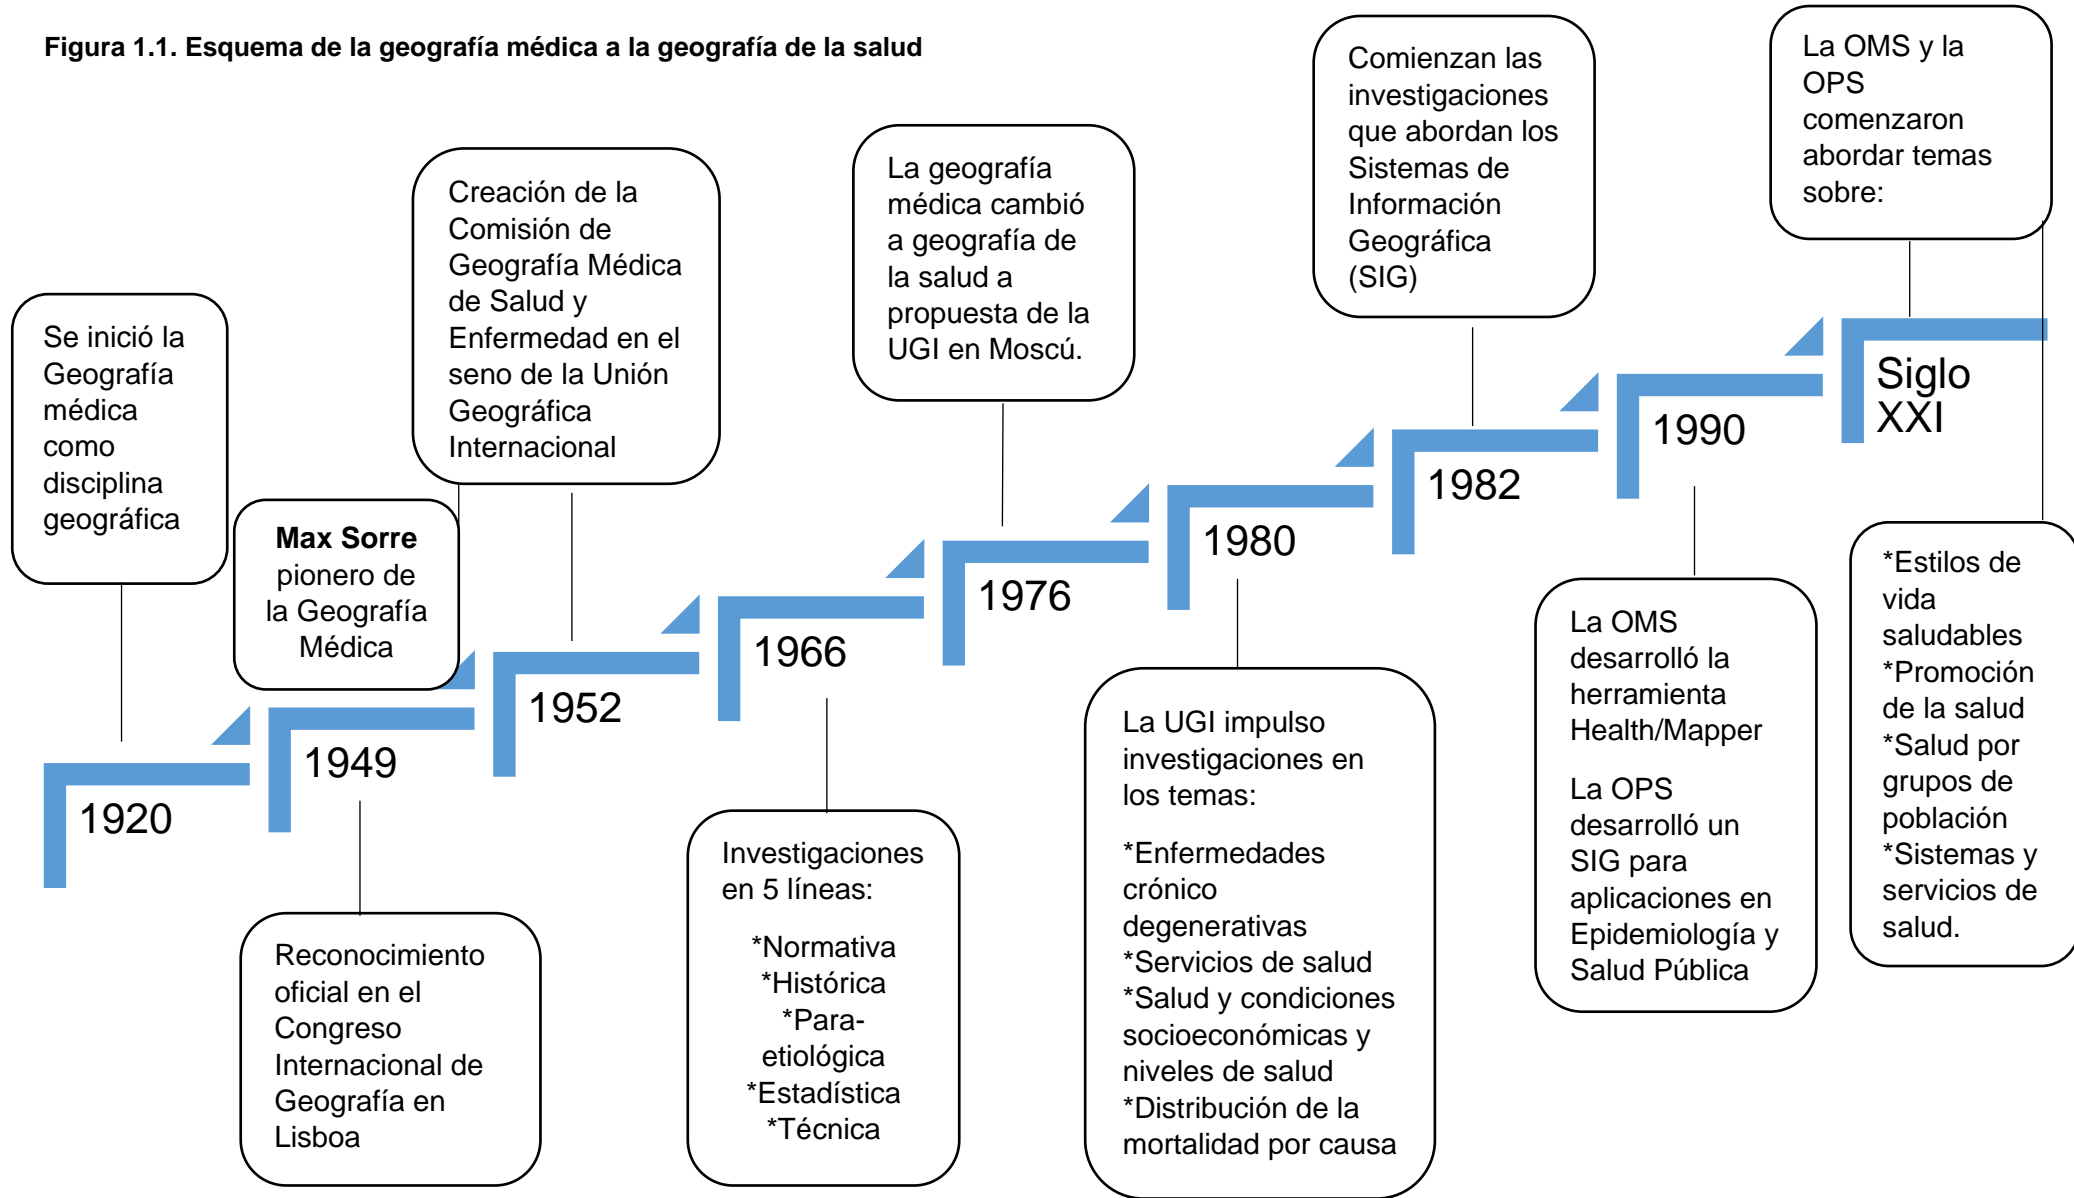 Figura 1.1. Esquema de la geografía médica a la geografía de la salud
Se inició la
Geografía
médica
como
disciplina
geográfica
1920
Max Sorre
pionero de
la Geografía
Médica
1949
Reconocimiento
oficial en el
Congreso
Internacional de
Geografía en
Lisboa
Creación de la
Comisión de
Geografía Médica
de Salud y
Enfermedad en el
seno de la Unión
Geográfica
Internacional
1952
1966
Investigaciones
en 5 líneas:
*Normativa
*Histórica
*Para-
etiológica
*Estadística
*Técnica
La geografía
médica cambió
a geografía de
la salud a
propuesta de la
UGI en Moscú.
1976
1980
La UGI impulso
investigaciones en
los temas:
*Enfermedades
crónico
degenerativas
*Servicios de salud
*Salud y condiciones
socioeconómicas y
niveles de salud
*Distribución de la
mortalidad por causa
Comienzan las
investigaciones
que abordan los
Sistemas de
Información
Geográfica
(SIG)
1982
1990
La OMS
desarrolló la
herramienta
Health/Mapper
La OPS
desarrolló un
SIG para
aplicaciones en
Epidemiología y
Salud Pública
La OMS y la
OPS
comenzaron
abordar temas
sobre:
Siglo
XXI
*Estilos de
vida
saludables
*Promoción
de la salud
*Salud por
grupos de
población
*Sistemas y
servicios de
salud.